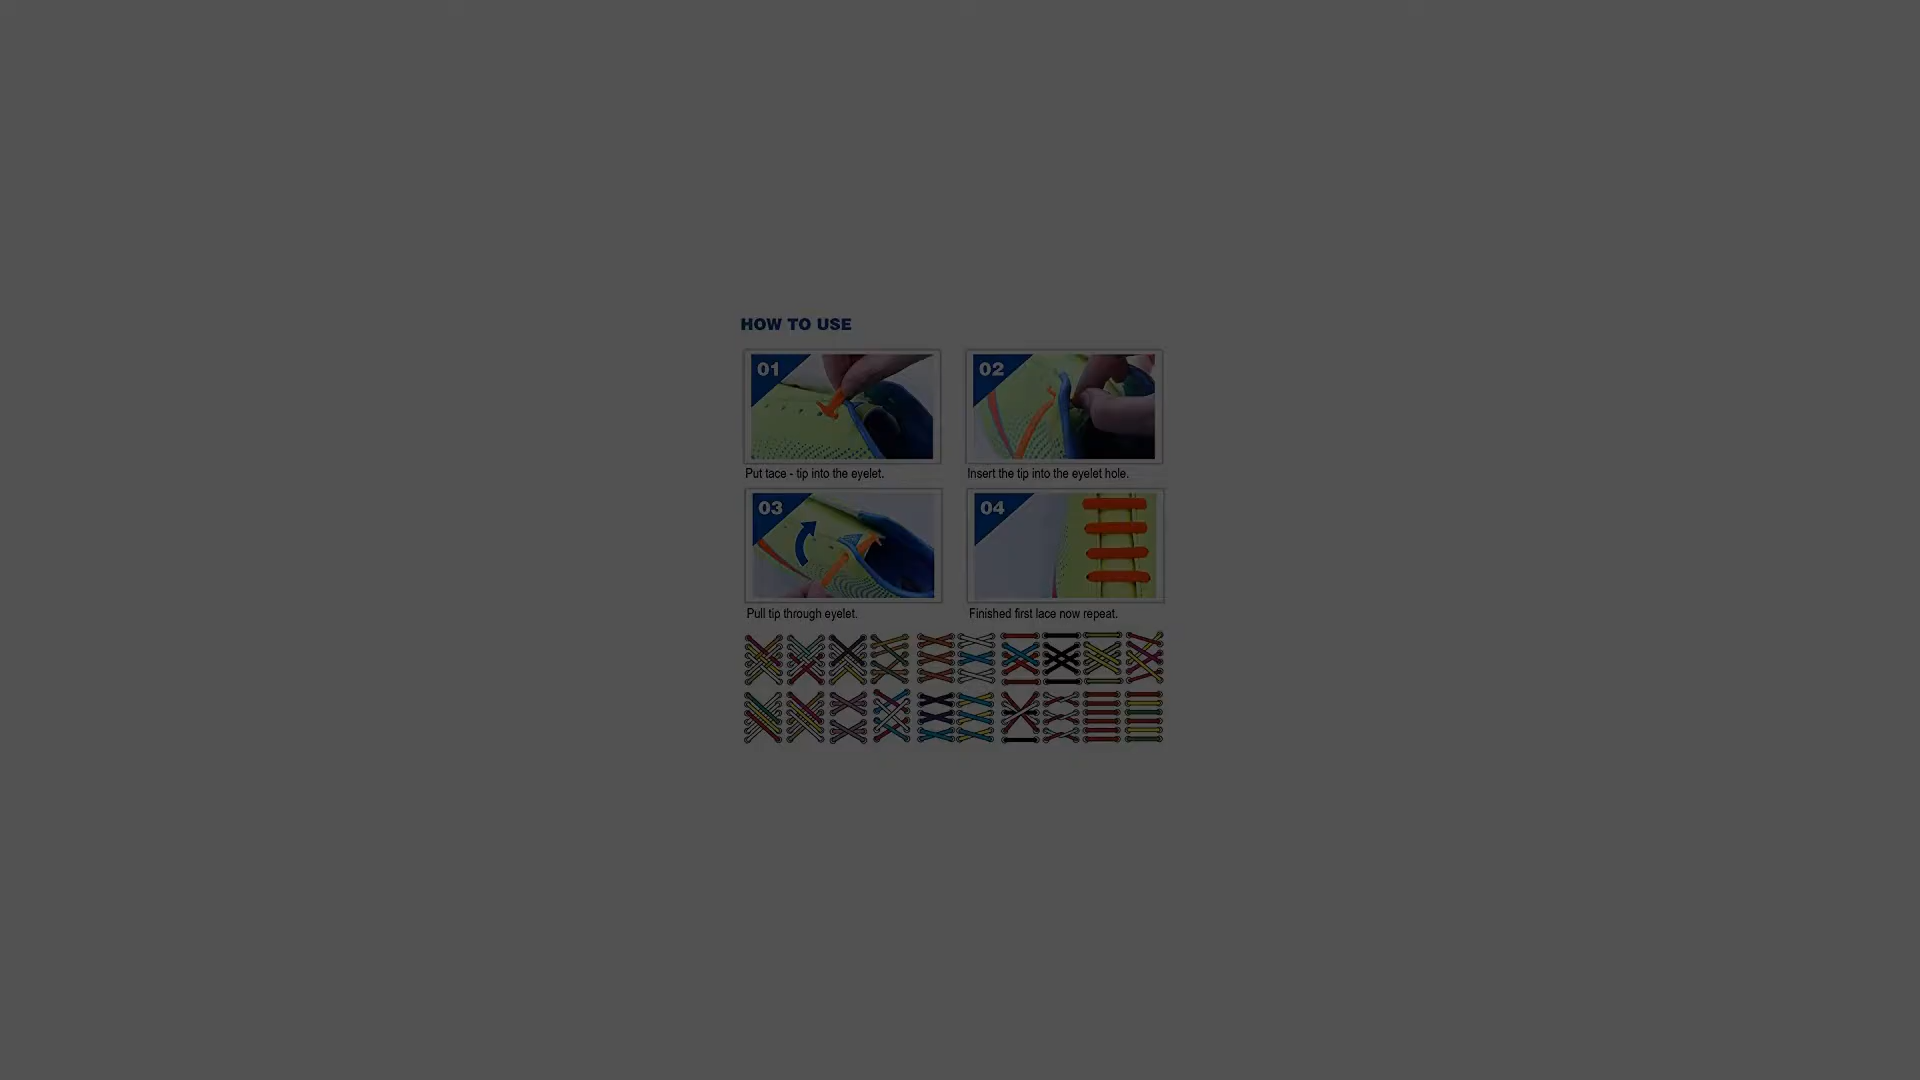 HOW TO USE
01
02
Put tace - tip into the eyelet.
Insert the tip into the eyelet hole.
03
04
Pull tip through eyelet.
Finished first lace now repeat.